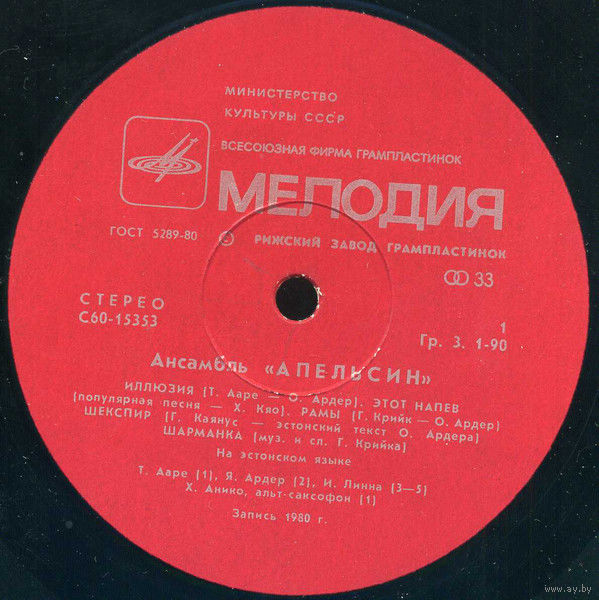 МИНИСТЕРСТВО
КУЛЬТУРЫ СССР
ВСЕСОЮЗНАЯ ФИРМА ГРАМПЛАСТИНОК
МЕЛОДИЯ
ГОСТ 5289-80 РИЖСКИЙ ЗАВОД ГРАМПЛАСТИНОК
33
СТЕРЕО
С60-15353
1
Гр. 3. 1-90
Ансамбль «АПЕЛЬСИН»
ИЛЛЮЗИЯ (Т. Ааре — О. Ардер). ЭТОТ НАПЕВ
(популярная песня — Х. Кяо). РАМЫ (Г. Крийк — О. Ардер)
ШЕКСПИР (Г. Каянус — эстонский текст О. Ардера)
ШАРМАНКА (муз. и сл. Г. Крийка)
На эстонском языке
Т. Ааре (1), Я. Ардер (2), И. Линна (3—5)
Х. Анико, альт-саксофон (1)
Запись 1980 г.
www.ay.by